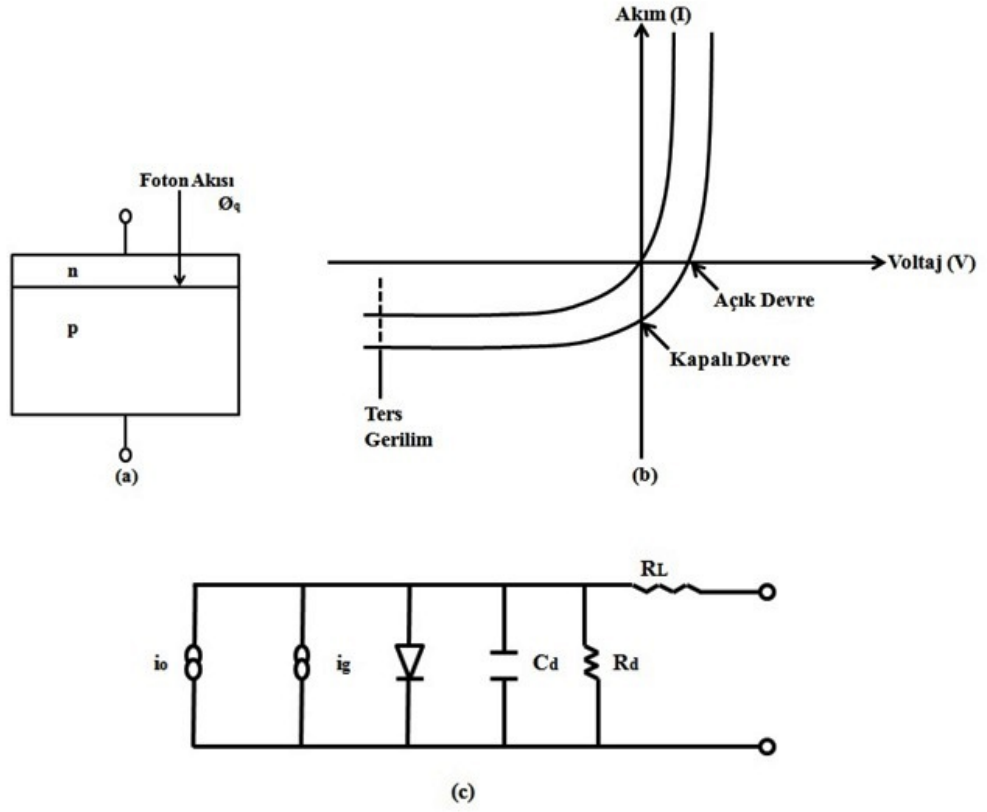 Foton Akısı
Øq
n
p
(a)
Akım (I)
Voltaj (V)
Açık Devre
Kapalı Devre
Ters
Gerilim
(b)
RL
io
ig
Cd
Rd
(c)